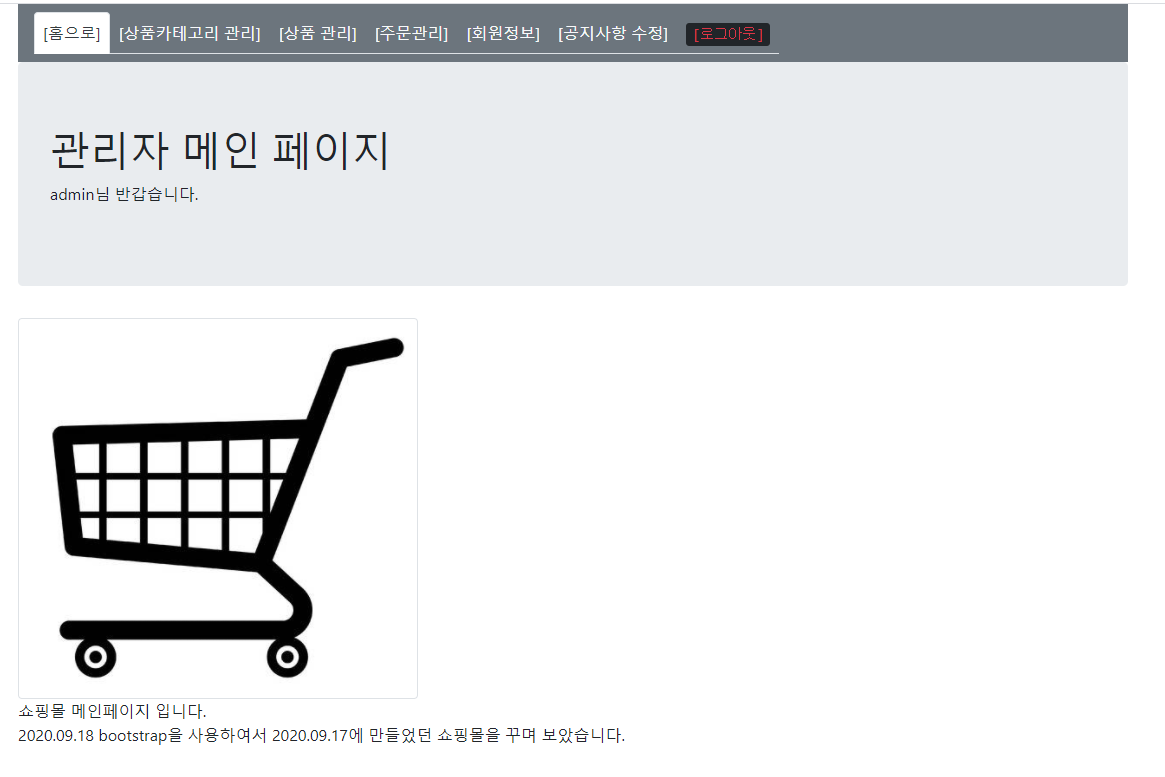 [홈으로] [상품카테고리 관리] [상품 관리] [주문관리] [회원정보] [공지사항 수정] [로그아웃]
관리자 메인 페이지
admin님 반갑습니다.
쇼핑몰 메인페이지 입니다.
2020.09.18 bootstrap을 사용하여서 2020.09.17에 만들었던 쇼핑몰을 꾸며 보았습니다.